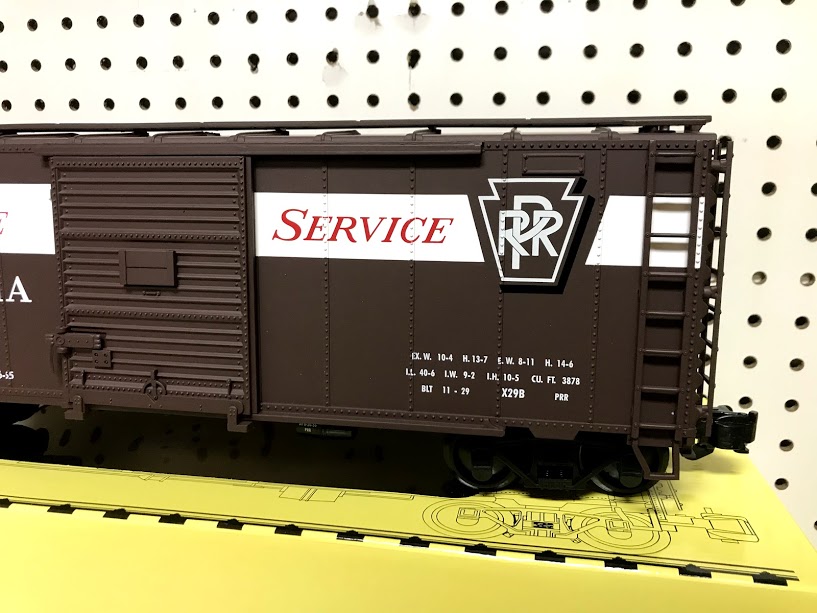 E SERVICE PRR
IA
EX. W. 10-4 H. 13-7 E. W. 8-11 H. 14-6
I.L. 40-6 I.W. 9-2 I.H. 10-5 CU. FT. 3878
BLT 11 - 29 X29B PRR